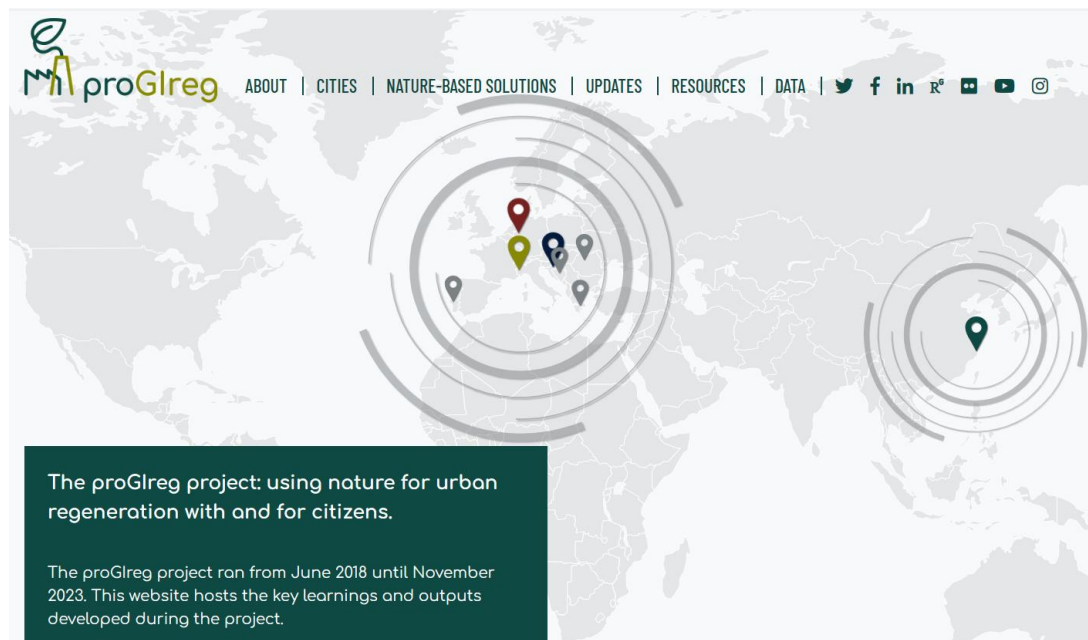 proGIreg
ABOUT | CITIES | NATURE-BASED SOLUTIONS | UPDATES | RESOURCES | DATA |
The proGIreg project: using nature for urban
regeneration with and for citizens.
The proGIreg project ran from June 2018 until November
2023. This website hosts the key learnings and outputs
developed during the project.